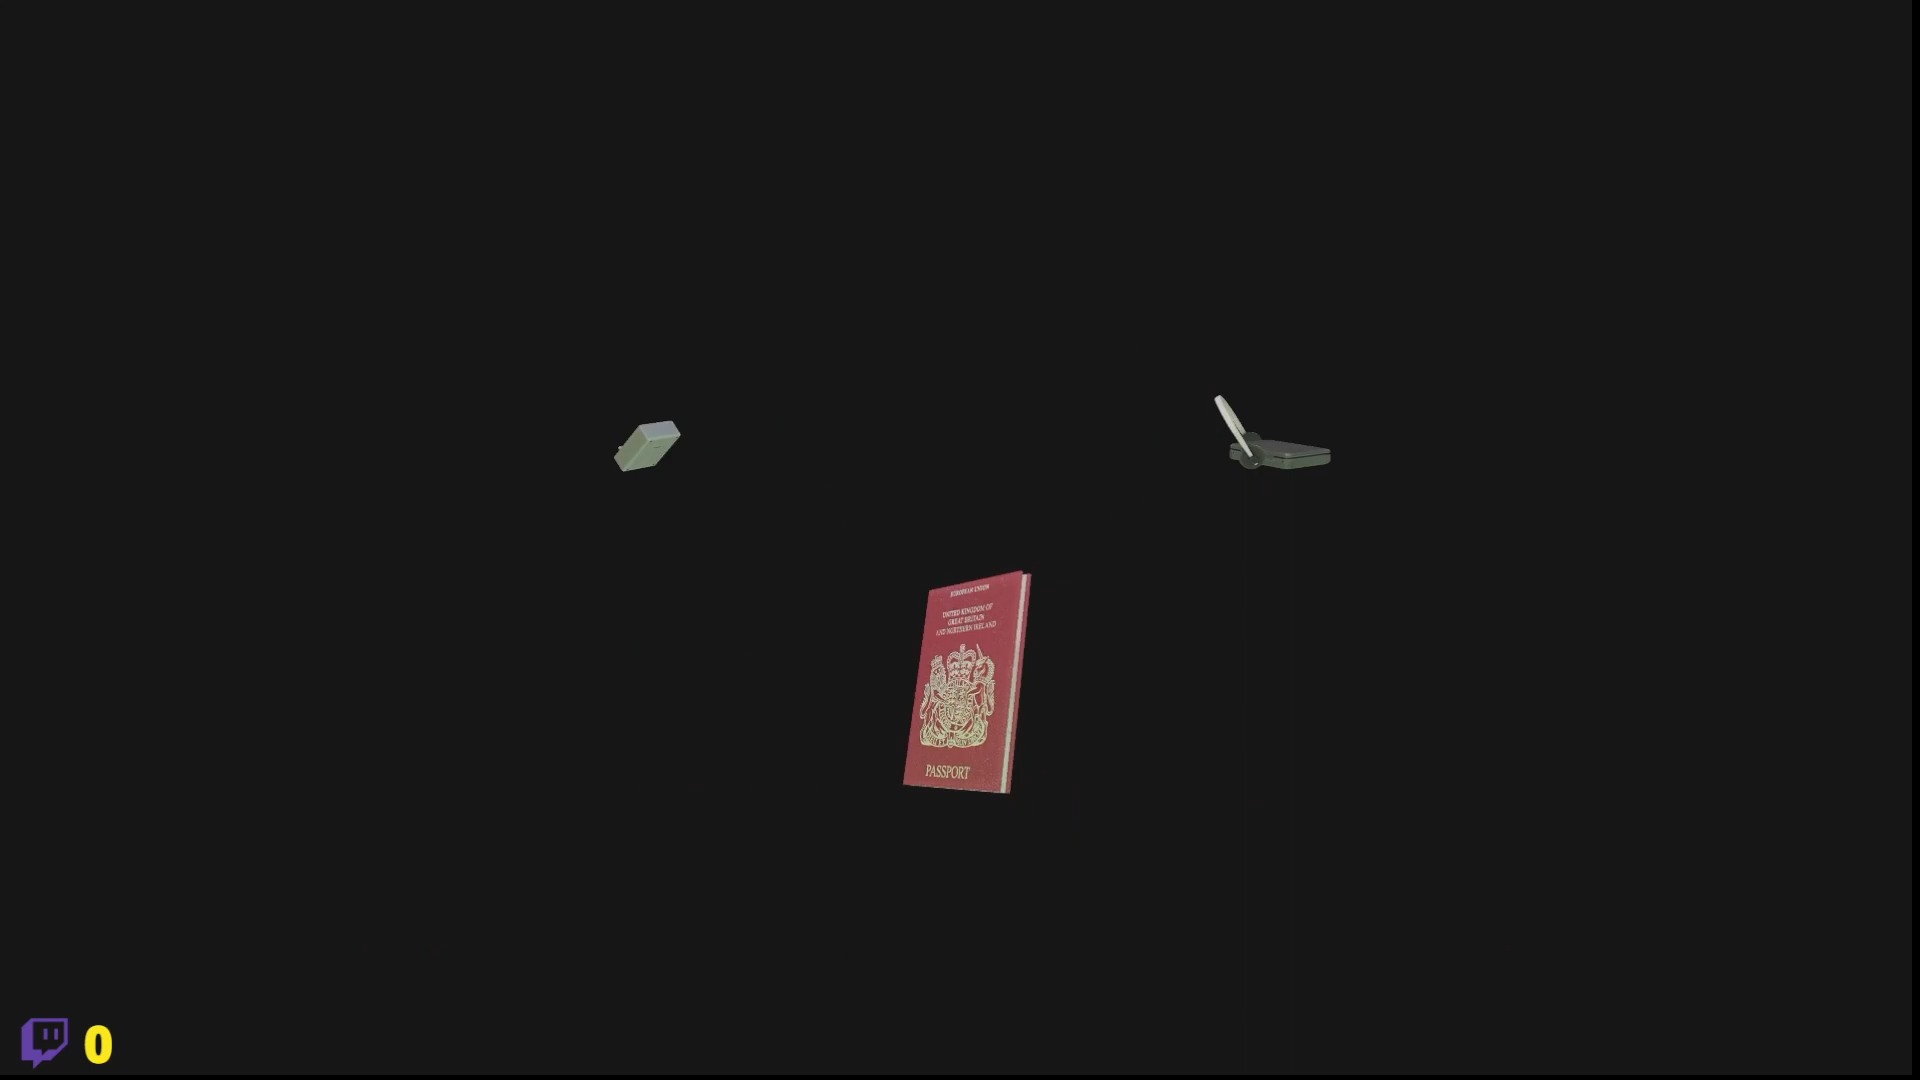 EUROPEAN UNION
UNITED KINGDOM OF
GREAT BRITAIN
AND NORTHERN IRELAND
PASSPORT
0